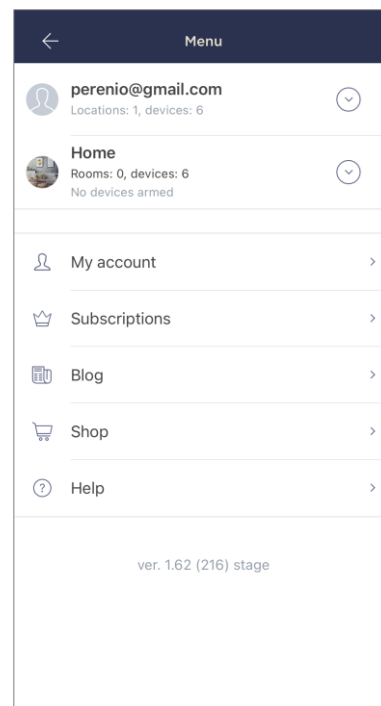 Menu
perenio@gmail.com
Locations: 1, devices: 6
Home
Rooms: 0, devices: 6
No devices armed
My account
Subscriptions
Blog
Shop
Help
ver. 1.62 (216) stage